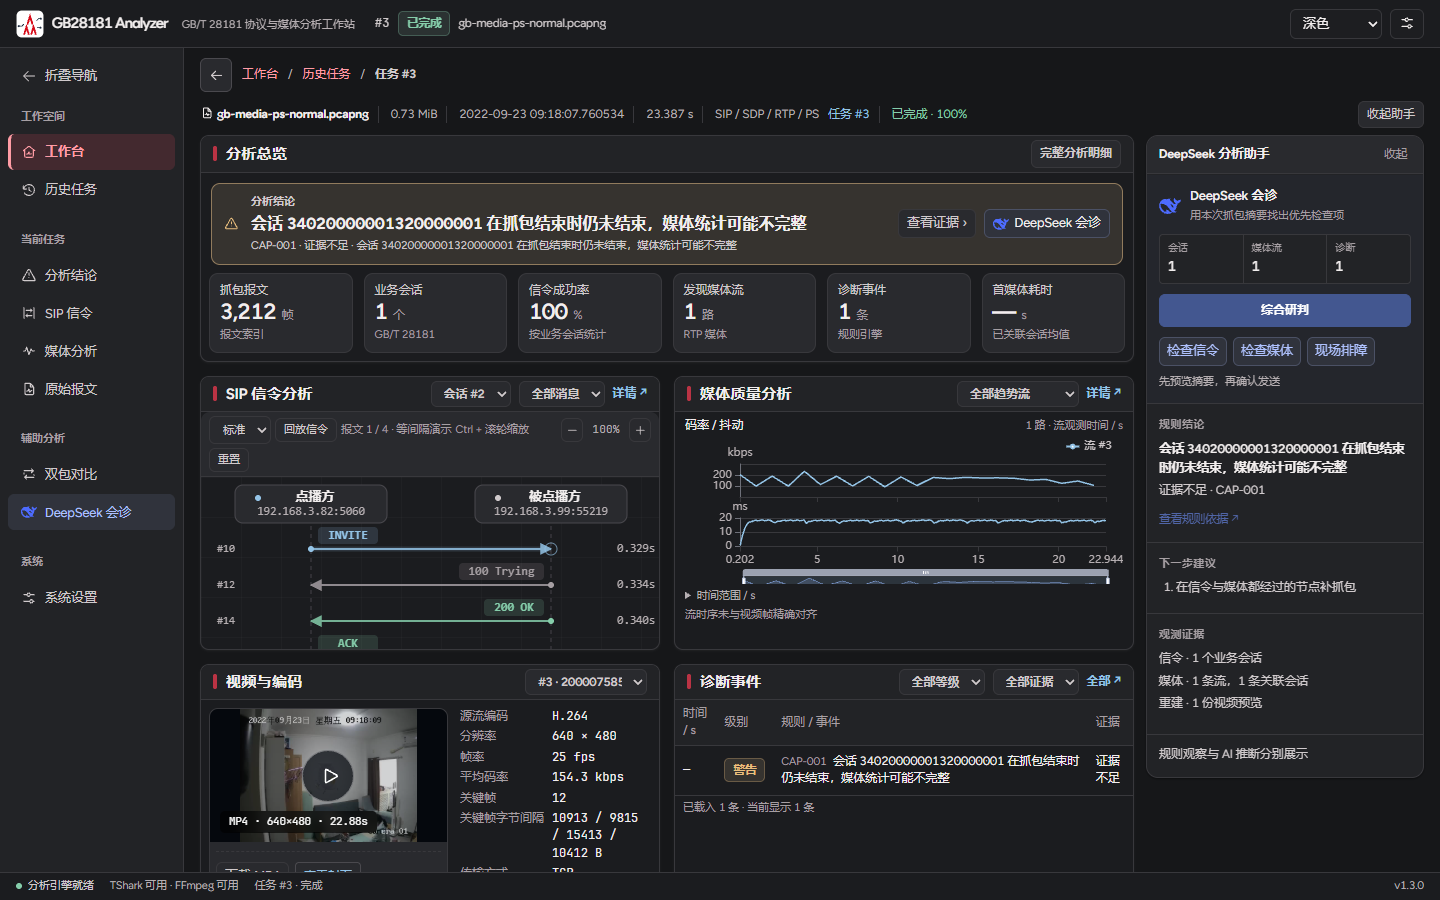 GB28181 Analyzer GB/T 28181 协议与媒体分析工作站 #3 已完成 gb-media-ps-normal.pcapng 深色
折叠导航
工作空间
工作台
历史任务
当前任务
分析结论
SIP 信令
媒体分析
原始报文
辅助分析
双包对比
DeepSeek 会诊
系统
系统设置
工作台 / 历史任务 / 任务 #3
gb-media-ps-normal.pcapng 0.73 MiB 2022-09-23 09:18:07.760534 23.387 s SIP / SDP / RTP / PS 任务 #3 已完成 · 100% 收起助手
分析总览 完整分析明细
分析结论
会话 34020000001320000001 在抓包结束时仍未结束，媒体统计可能不完整
CAP-001 · 证据不足 · 会话 34020000001320000001 在抓包结束时仍未结束，媒体统计可能不完整
查看证据 › DeepSeek 会诊
抓包报文
3,212 帧
报文索引
业务会话
1 个
GB/T 28181
信令成功率
100 %
按业务会话统计
发现媒体流
1 路
RTP 媒体
诊断事件
1 条
规则引擎
首媒体耗时
— s
已关联会话均值
SIP 信令分析 会话 #2 全部消息 详情↗
标准 回放信令 报文 1 / 4 · 等间隔演示 Ctrl + 滚轮缩放 − 100% +
重置
点播方
192.168.3.82:5060
被点播方
192.168.3.99:55219
INVITE
#10 0.329s
100 Trying
#12 0.334s
200 OK
#14 0.340s
ACK
媒体质量分析 全部趋势流 详情↗
码率 / 抖动 1 路 · 流观测时间 / s
流 #3
kbps
200
100
ms
20
10
0
0.202 5 10 15 20 22.944
▶ 时间范围 / s
流时序未与视频帧精确对齐
视频与编码 #3 · 200007585
2022年09月23日 星期五 09:18:09
MP4 · 640×480 · 22.88s
源流编码 H.264
分辨率 640 × 480
帧率 25 fps
平均码率 154.3 kbps
关键帧 12
关键帧字节间隔 10913 / 9815
/ 15413 /
10412 B
诊断事件 全部等级 全部证据 全部↗
时间
/ s
级别 规则 / 事件 证据
– 警告 CAP-001 会话 34020000001320000001 在抓包结束时
仍未结束，媒体统计可能不完整
证据
不足
已载入 1 条 · 当前显示 1 条
DeepSeek 分析助手 收起
DeepSeek 会诊
用本次抓包摘要找出优先检查项
会话
1
媒体流
1
诊断
1
综合研判
检查信令 检查媒体 现场排障
先预览摘要，再确认发送
规则结论
会话 34020000001320000001 在抓包结束
时仍未结束，媒体统计可能不完整
证据不足 · CAP-001
查看规则依据↗
下一步建议
1. 在信令与媒体都经过的节点补抓包
观测证据
信令 · 1 个业务会话
媒体 · 1 条流，1 条关联会话
重建 · 1 份视频预览
规则观察与 AI 推断分别展示
分析引擎就绪 TShark 可用 · FFmpeg 可用 任务 #3 · 完成 v1.3.0